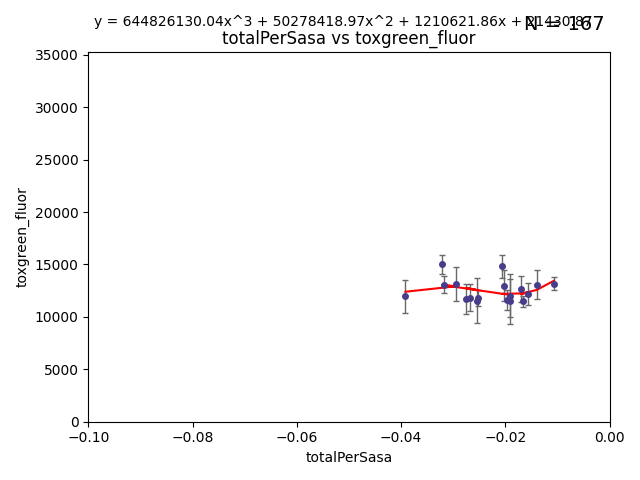 y = 644826130.04x^3 + 50278418.97x^2 + 1210621.86x +
N = 167
totalPerSasa vs toxgreen_fluor
35000
30000
25000
20000
15000
10000
5000
0
toxgreen_fluor
−0.10 −0.08 −0.06 −0.04 −0.02 0.00
totalPerSasa